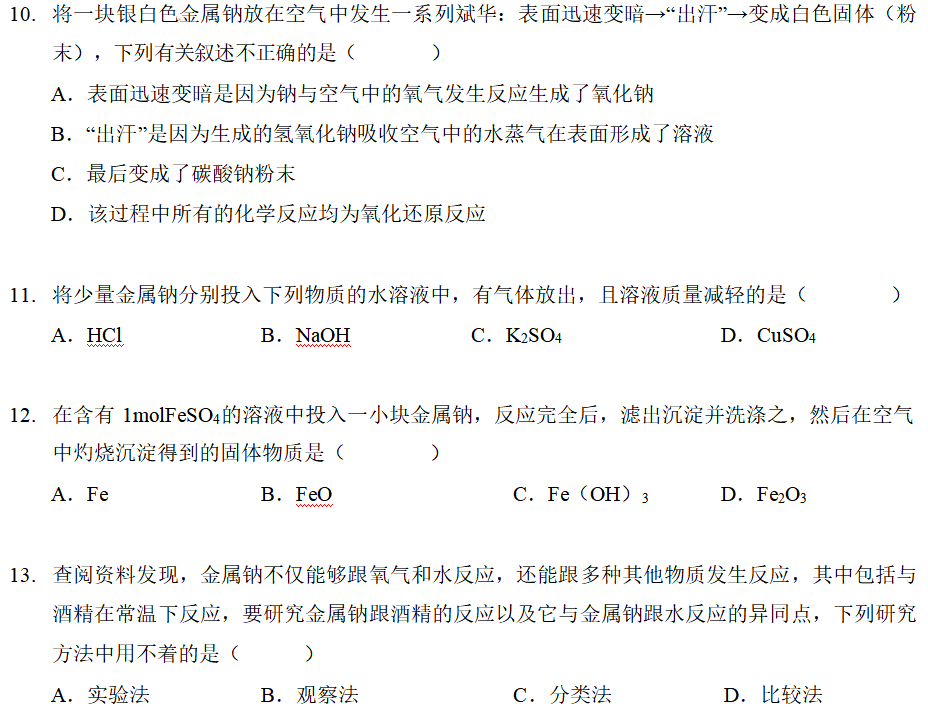 10. 将一块银白色金属钠放在空气中发生一系列斌华：表面迅速变暗→“出汗”→变成白色固体（粉
末），下列有关叙述不正确的是（ ）
A．表面迅速变暗是因为钠与空气中的氧气发生反应生成了氧化钠
B．“出汗”是因为生成的氢氧化钠吸收空气中的水蒸气在表面形成了溶液
C．最后变成了碳酸钠粉末
D．该过程中所有的化学反应均为氧化还原反应
11. 将少量金属钠分别投入下列物质的水溶液中，有气体放出，且溶液质量减轻的是（ ）
A．HCl B．NaOH C．K2SO4 D．CuSO4
12. 在含有 1molFeSO4的溶液中投入一小块金属钠，反应完全后，滤出沉淀并洗涤之，然后在空气
中灼烧沉淀得到的固体物质是（ ）
A．Fe B．FeO C．Fe（OH）3 D．Fe2O3
13. 查阅资料发现，金属钠不仅能够跟氧气和水反应，还能跟多种其他物质发生反应，其中包括与
酒精在常温下反应，要研究金属钠跟酒精的反应以及它与金属钠跟水反应的异同点，下列研究
方法中用不着的是（ ）
A．实验法 B．观察法 C．分类法 D．比较法